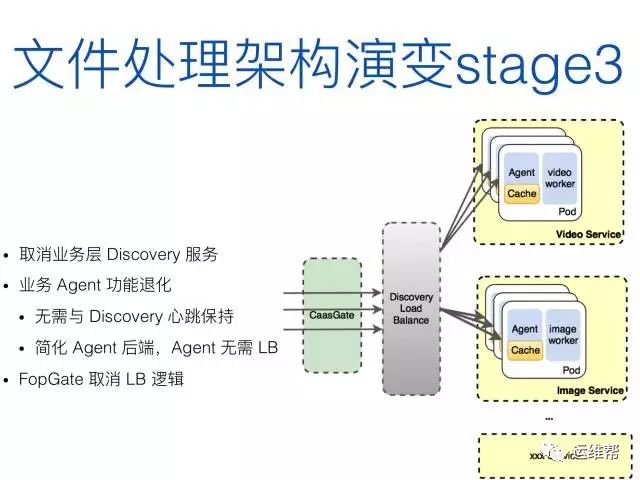 文件处理架构演变stage3
• 取消业务层 Discovery 服务
• 业务 Agent 功能退化
• 无需与 Discovery 心跳保持
• 简化 Agent 后端，Agent 无需 LB
• FopGate 取消 LB 逻辑
CaasGate
Discovery
Load
Balance
Agent
Cache
video
worker
Pod
Video Service
Agent
Cache
image
worker
Pod
Image Service
...
运维帮